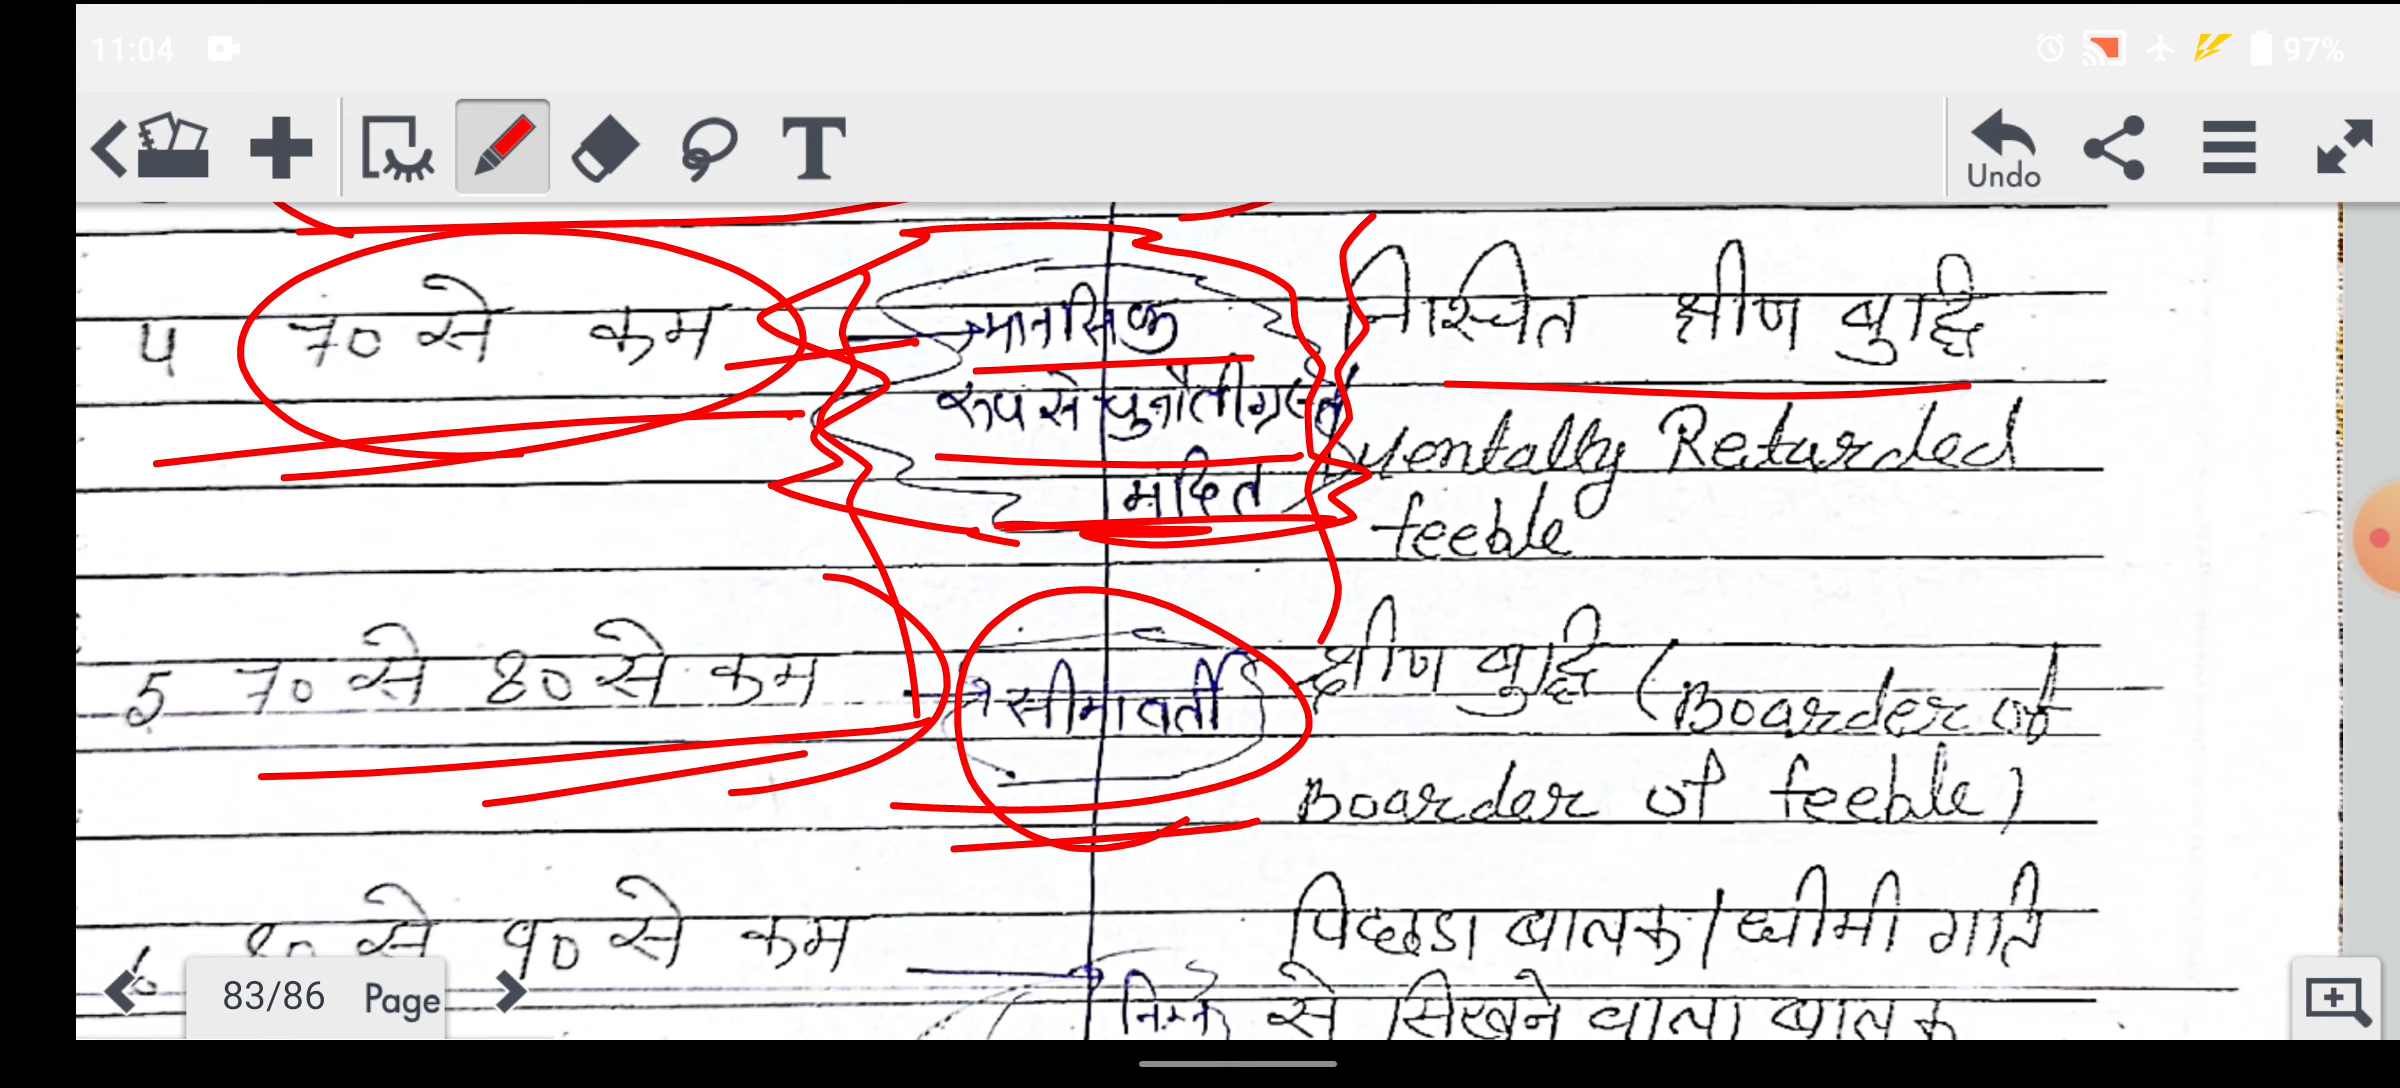 11:04 97%
Undo
4 70 से कम → मानसिक निश्चित क्षीण बुद्धि
रूप से चुनौतीग्रस्त Mentally Retarded
मंदित feeble
5 70 से 80 से कम → सीमावर्ती क्षीण बुद्धि (Boarder of
Boarder of feeble)
6 80 से 90 से कम पिछडा बालक / धीमी गति
निम्न से सिखने वाला बालक
83/86 Page